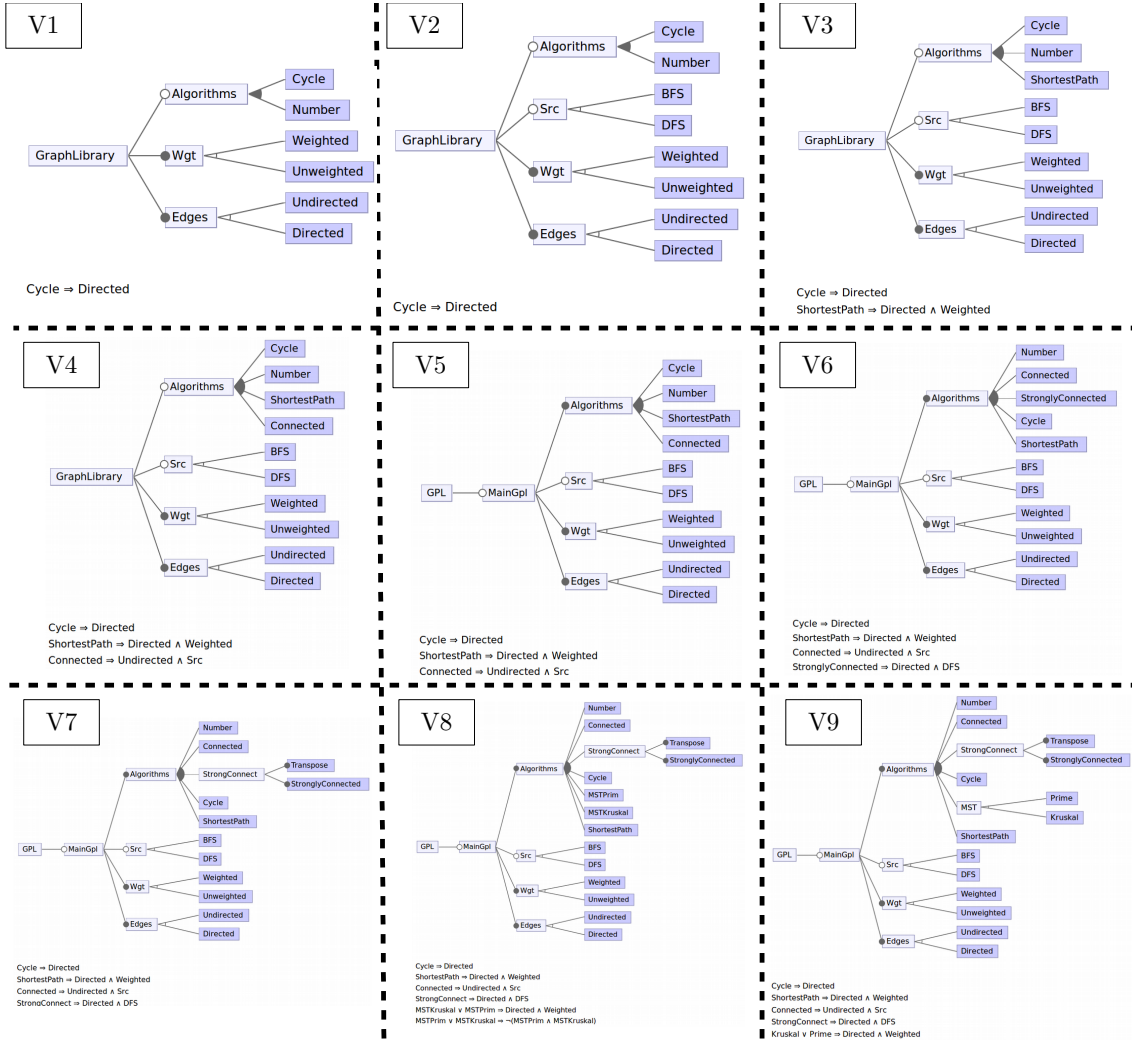 V1
Cycle
Algorithms
Number
Weighted
GraphLibrary
Wgt
Unweighted
Undirected
Edges
Directed
Cycle ⇒ Directed
V2
Cycle
Algorithms
Number
BFS
Src
DFS
GraphLibrary
Weighted
Wgt
Unweighted
Undirected
Edges
Directed
Cycle ⇒ Directed
V3
Cycle
Algorithms
Number
ShortestPath
BFS
Src
DFS
GraphLibrary
Weighted
Wgt
Unweighted
Undirected
Edges
Directed
Cycle ⇒ Directed
ShortestPath ⇒ Directed ∧ Weighted
V4
Cycle
Number
Algorithms
ShortestPath
Connected
BFS
Src
DFS
GraphLibrary
Weighted
Wgt
Unweighted
Undirected
Edges
Directed
Cycle ⇒ Directed
ShortestPath ⇒ Directed ∧ Weighted
Connected ⇒ Undirected ∧ Src
V5
Cycle
Number
Algorithms
ShortestPath
Connected
BFS
Src
DFS
GPL
MainGpl
Weighted
Wgt
Unweighted
Undirected
Edges
Directed
Cycle ⇒ Directed
ShortestPath ⇒ Directed ∧ Weighted
Connected ⇒ Undirected ∧ Src
V6
Number
Connected
Algorithms
StronglyConnected
Cycle
ShortestPath
BFS
Src
DFS
GPL
MainGpl
Weighted
Wgt
Unweighted
Undirected
Edges
Directed
Cycle ⇒ Directed
ShortestPath ⇒ Directed ∧ Weighted
Connected ⇒ Undirected ∧ Src
StronglyConnected ⇒ Directed ∧ DFS
V7
Number
Connected
Transpose
Algorithms
StrongConnect
StronglyConnected
Cycle
ShortestPath
BFS
GPL
MainGpl
Src
DFS
Weighted
Wgt
Unweighted
Undirected
Edges
Directed
Cycle ⇒ Directed
ShortestPath ⇒ Directed ∧ Weighted
Connected ⇒ Undirected ∧ Src
StrongConnect ⇒ Directed ∧ DFS
V8
Number
Connected
Transpose
StrongConnect
StronglyConnected
Algorithms
Cycle
MSTPrim
MSTKruskal
ShortestPath
GPL
MainGpl
BFS
Src
DFS
Weighted
Wgt
Unweighted
Undirected
Edges
Directed
Cycle ⇒ Directed
ShortestPath ⇒ Directed ∧ Weighted
Connected ⇒ Undirected ∧ Src
StrongConnect ⇒ Directed ∧ DFS
MSTKruskal ∨ MSTPrim ⇒ Directed ∧ Weighted
MSTPrim ∨ MSTKruskal ⇒ ¬(MSTPrim ∧ MSTKruskal)
V9
Number
Connected
Transpose
StrongConnect
StronglyConnected
Algorithms
Cycle
Prime
MST
Kruskal
ShortestPath
GPL
MainGpl
BFS
Src
DFS
Weighted
Wgt
Unweighted
Undirected
Edges
Directed
Cycle ⇒ Directed
ShortestPath ⇒ Directed ∧ Weighted
Connected ⇒ Undirected ∧ Src
StrongConnect ⇒ Directed ∧ DFS
Kruskal ∨ Prime ⇒ Directed ∧ Weighted